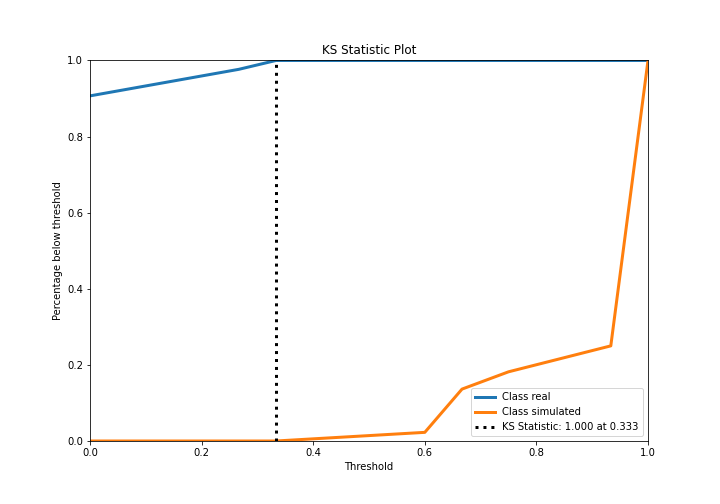 KS Statistic Plot
1.0
0.8
0.6
0.4
0.2
0.0
Percentage below threshold
0.0 0.2 0.4 0.6 0.8 1.0
Threshold
Class real
Class simulated
KS Statistic: 1.000 at 0.333